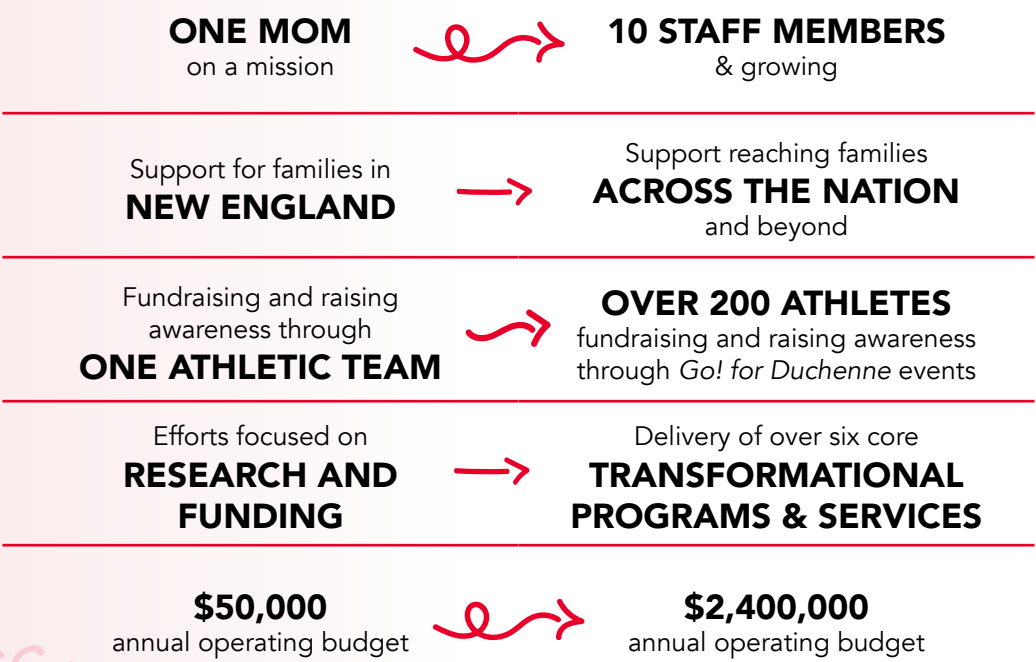 ONE MOM
on a mission
10 STAFF MEMBERS
& growing
Support for families in
NEW ENGLAND
Support reaching families
ACROSS THE NATION
and beyond
Fundraising and raising
awareness through
ONE ATHLETIC TEAM
OVER 200 ATHLETES
fundraising and raising awareness
through Go! for Duchenne events
Efforts focused on
RESEARCH AND
FUNDING
Delivery of over six core
TRANSFORMATIONAL
PROGRAMS & SERVICES
$50,000
annual operating budget
$2,400,000
annual operating budget